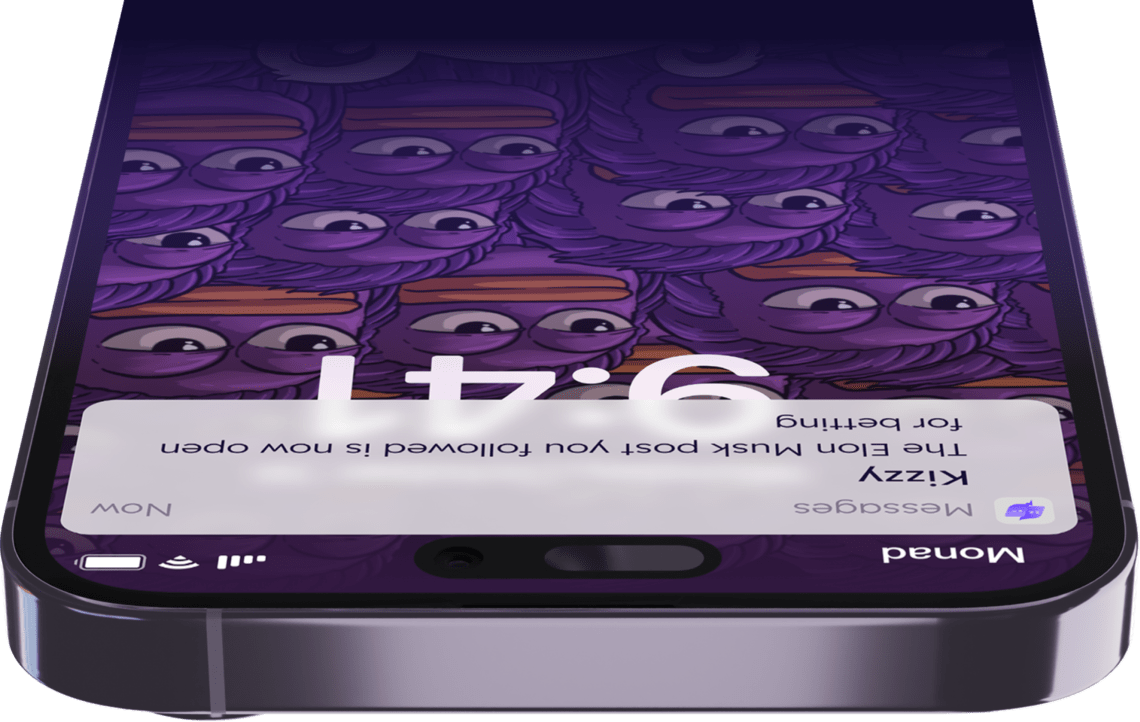 Monad
Messages
Now
Kizzy
The Elon Musk post you followed is now open
for betting
9:41